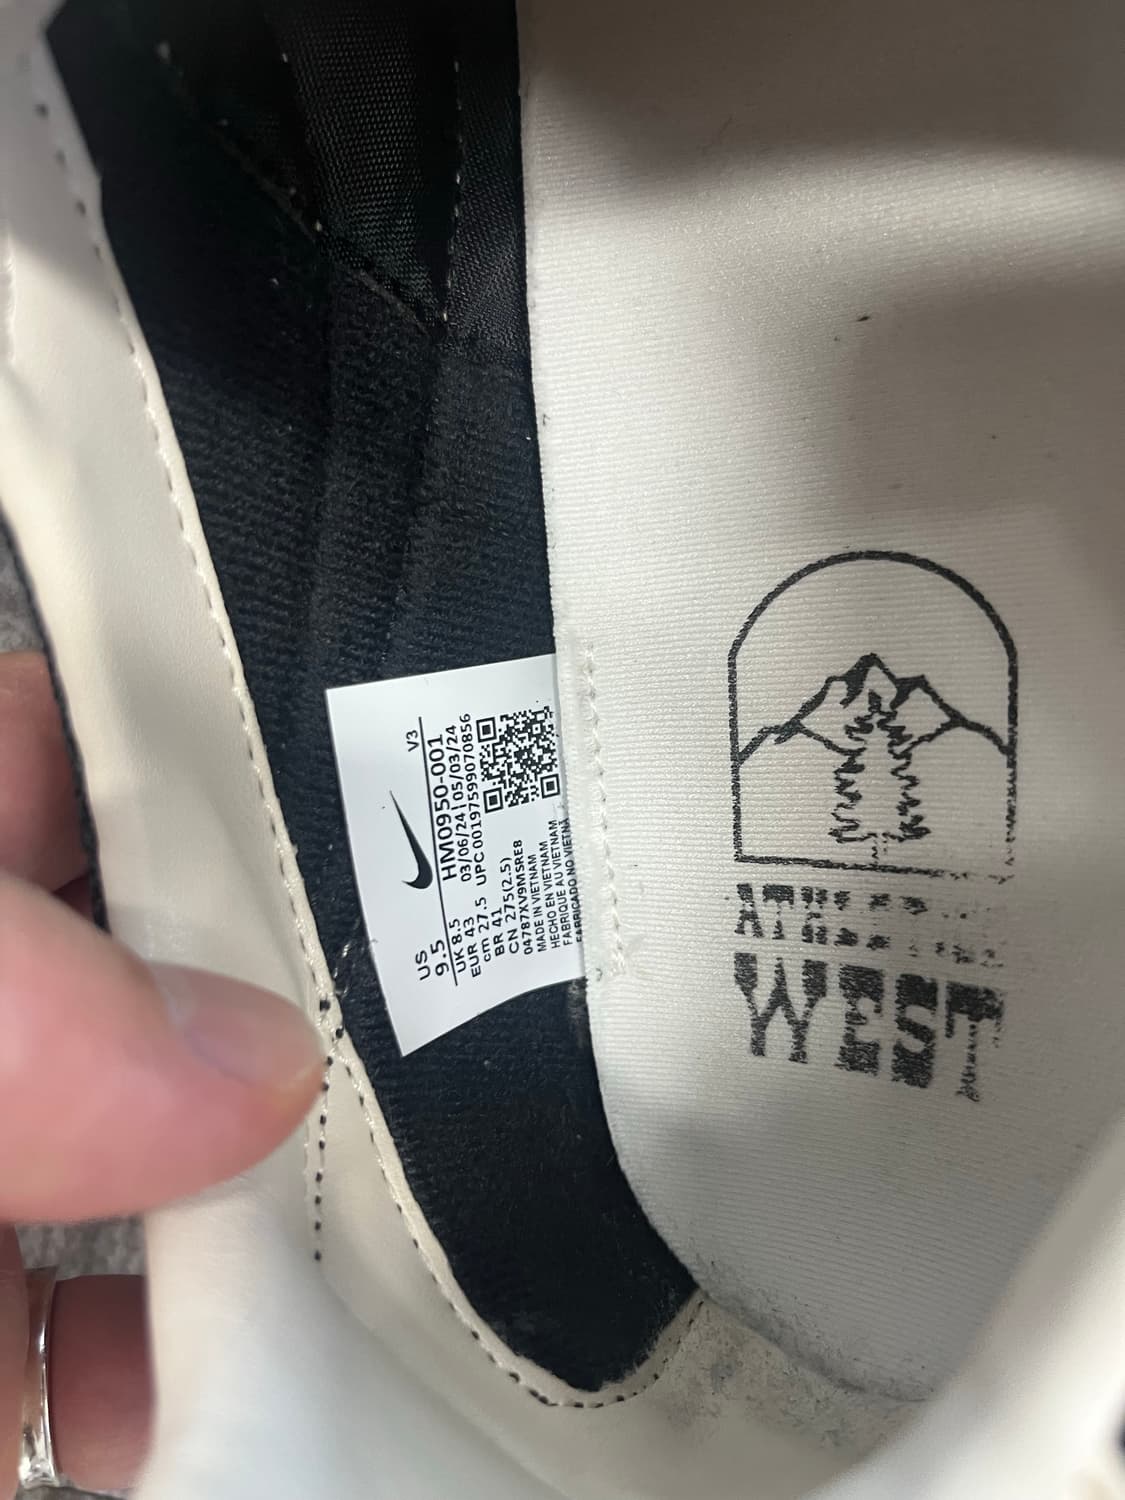 US
9.5
UK 8.5
EUR 43
cm 27.5
BR 41
CN 275(2.5)
V3
HM0950-001
03/06/24 05/03/24
UPC 00197599070856
04787XV9MSRE8
MADE IN VIETNAM
HECHO EN VIETNAM
FABRIQUE AU VIETNAM
FABRICADO NO VIETNÃ
WEST